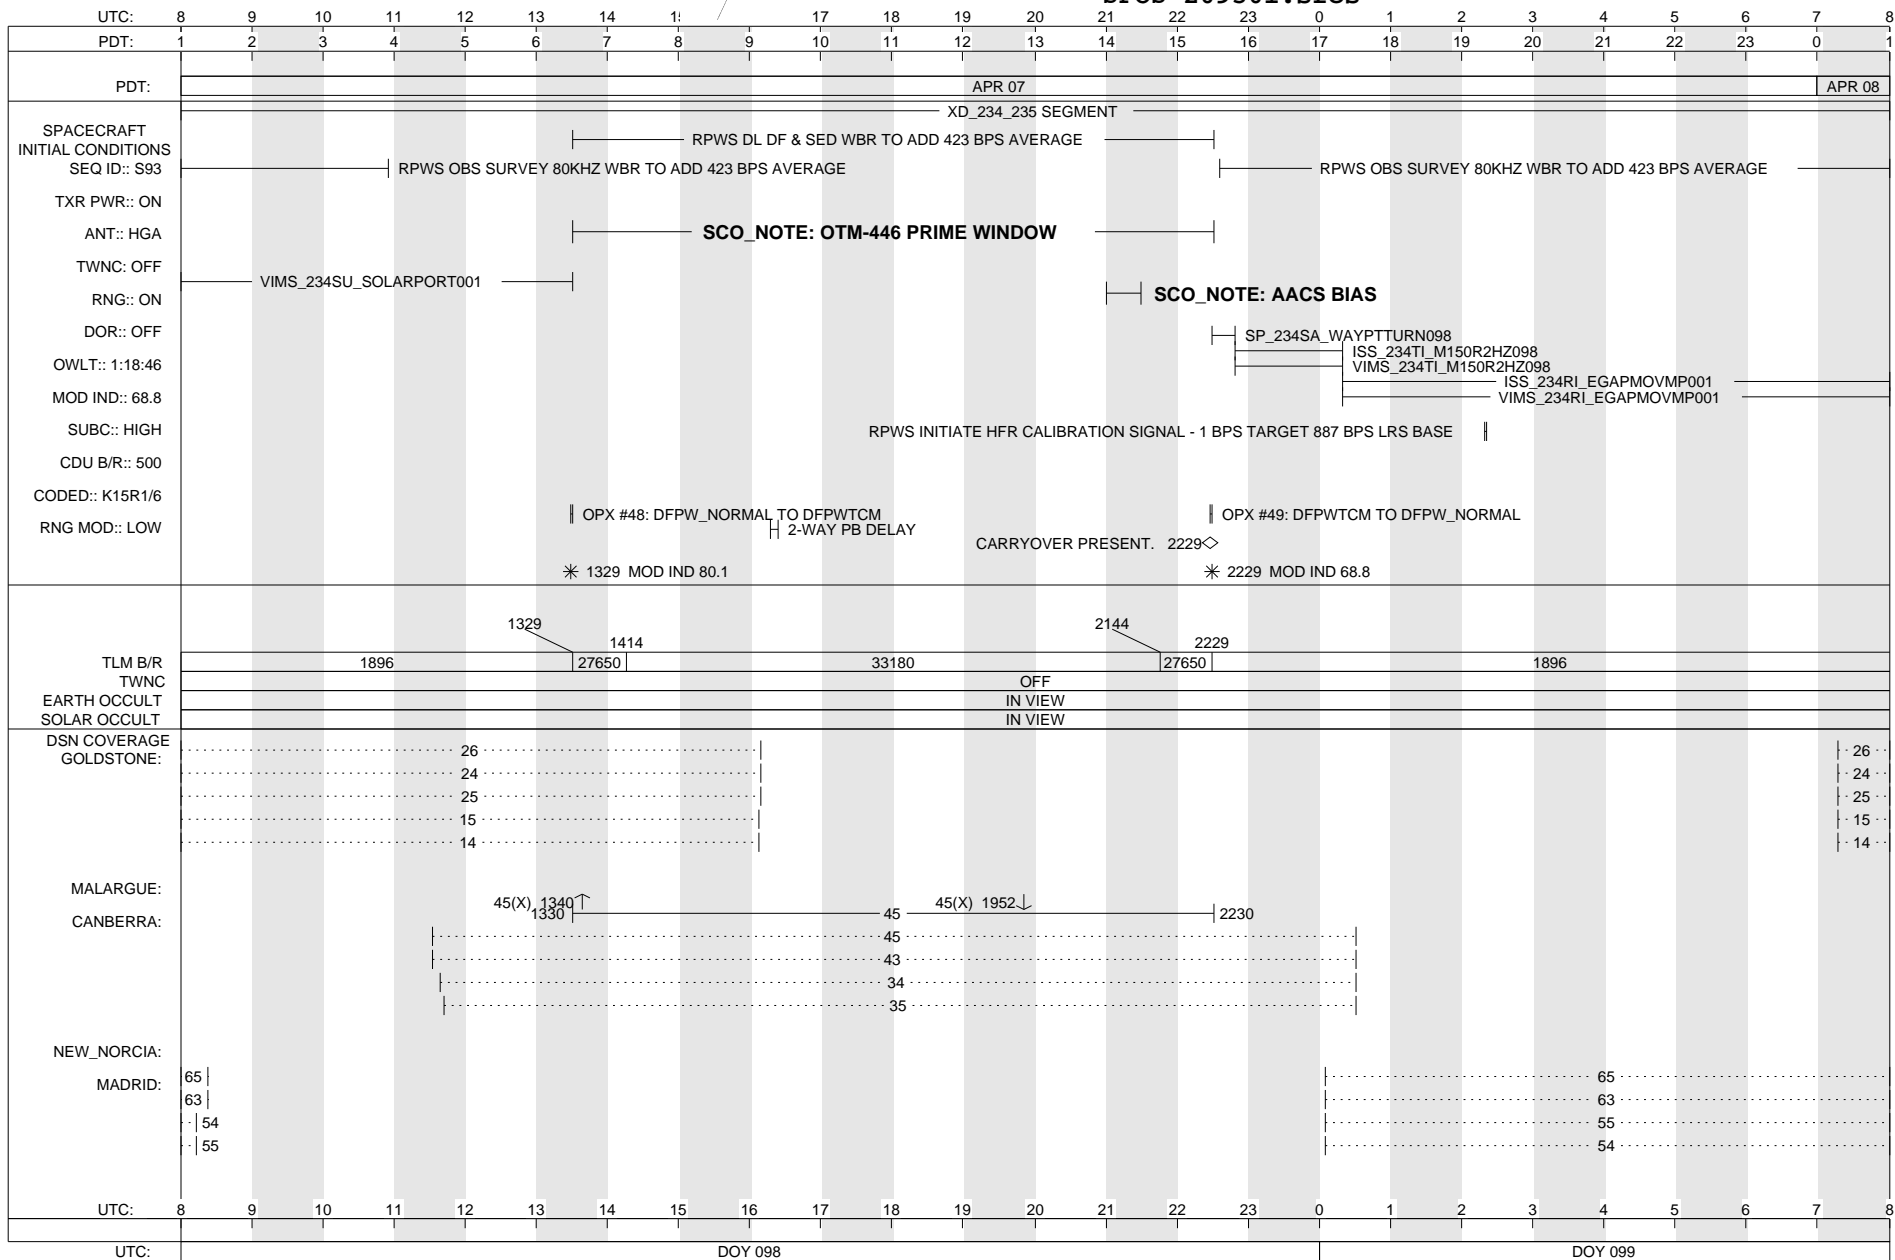 UTC: 8 9 10 11 12 13 14 17 18 19 20 21 22 23 0 1 2 3 4 5 6 7 8
PDT: 1 2 3 4 5 6 7 8 9 10 11 12 13 14 15 16 17 18 19 20 21 22 23 0 1
PDT: APR 07 APR 08
XD_234_235 SEGMENT
SPACECRAFT
INITIAL CONDITIONS
RPWS DL DF & SED WBR TO ADD 423 BPS AVERAGE
SEQ ID:: S93 RPWS OBS SURVEY 80KHZ WBR TO ADD 423 BPS AVERAGE RPWS OBS SURVEY 80KHZ WBR TO ADD 423 BPS AVERAGE
TXR PWR:: ON
ANT:: HGA SCO_NOTE: OTM-446 PRIME WINDOW
TWNC: OFF
VIMS_234SU_SOLARPORT001
RNG:: ON SCO_NOTE: AACS BIAS
DOR:: OFF SP_234SA_WAYPTTURN098
ISS_234TI_M150R2HZ098
OWLT:: 1:18:46 VIMS_234TI_M150R2HZ098
ISS_234RI_EGAPMOVMP001
MOD IND:: 68.8 VIMS_234RI_EGAPMOVMP001
SUBC:: HIGH RPWS INITIATE HFR CALIBRATION SIGNAL - 1 BPS TARGET 887 BPS LRS BASE
CDU B/R:: 500
CODED:: K15R1/6
OPX #48: DFPW_NORMAL TO DFPWTCM OPX #49: DFPWTCM TO DFPW_NORMAL
RNG MOD:: LOW 2-WAY PB DELAY
CARRYOVER PRESENT. 2229
1329 MOD IND 80.1 2229 MOD IND 68.8
1329 2144
1414 2229
TLM B/R 1896 27650 33180 27650 1896
TWNC OFF
EARTH OCCULT IN VIEW
SOLAR OCCULT IN VIEW
DSN COVERAGE
GOLDSTONE: 26 26
24 24
25 25
15 15
14 14
MALARGUE:
45(X) 1340 45(X) 1952
CANBERRA: 1330 45 2230
45
43
34
35
NEW_NORCIA:
MADRID: 65 65
63 63
54 55
55 54
UTC: 8 9 10 11 12 13 14 15 16 17 18 19 20 21 22 23 0 1 2 3 4 5 6 7 8
UTC: DOY 098 DOY 099